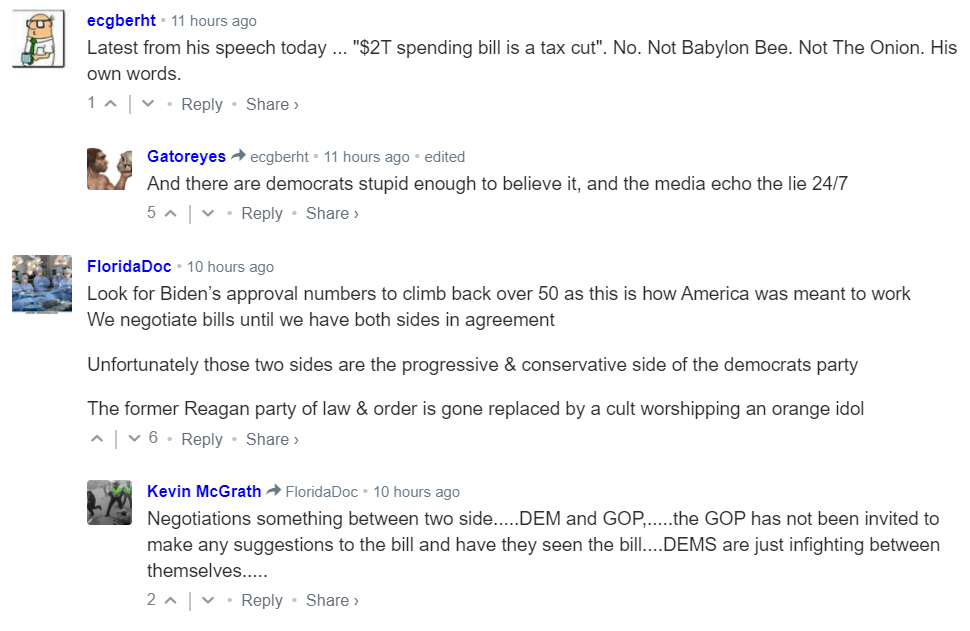 ecgberht • 11 hours ago
Latest from his speech today ... "$2T spending bill is a tax cut". No. Not Babylon Bee. Not The Onion. His
own words.
1 | • Reply • Share ›
Gatoreyes ecgberht • 11 hours ago • edited
And there are democrats stupid enough to believe it, and the media echo the lie 24/7
5 | • Reply • Share ›
FloridaDoc • 10 hours ago
Look for Biden’s approval numbers to climb back over 50 as this is how America was meant to work
We negotiate bills until we have both sides in agreement
Unfortunately those two sides are the progressive & conservative side of the democrats party
The former Reagan party of law & order is gone replaced by a cult worshipping an orange idol
| 6 • Reply • Share ›
Kevin McGrath FloridaDoc • 10 hours ago
Negotiations something between two side.....DEM and GOP,.....the GOP has not been invited to
make any suggestions to the bill and have they seen the bill....DEMS are just infighting between
themselves.....
2 | • Reply • Share ›